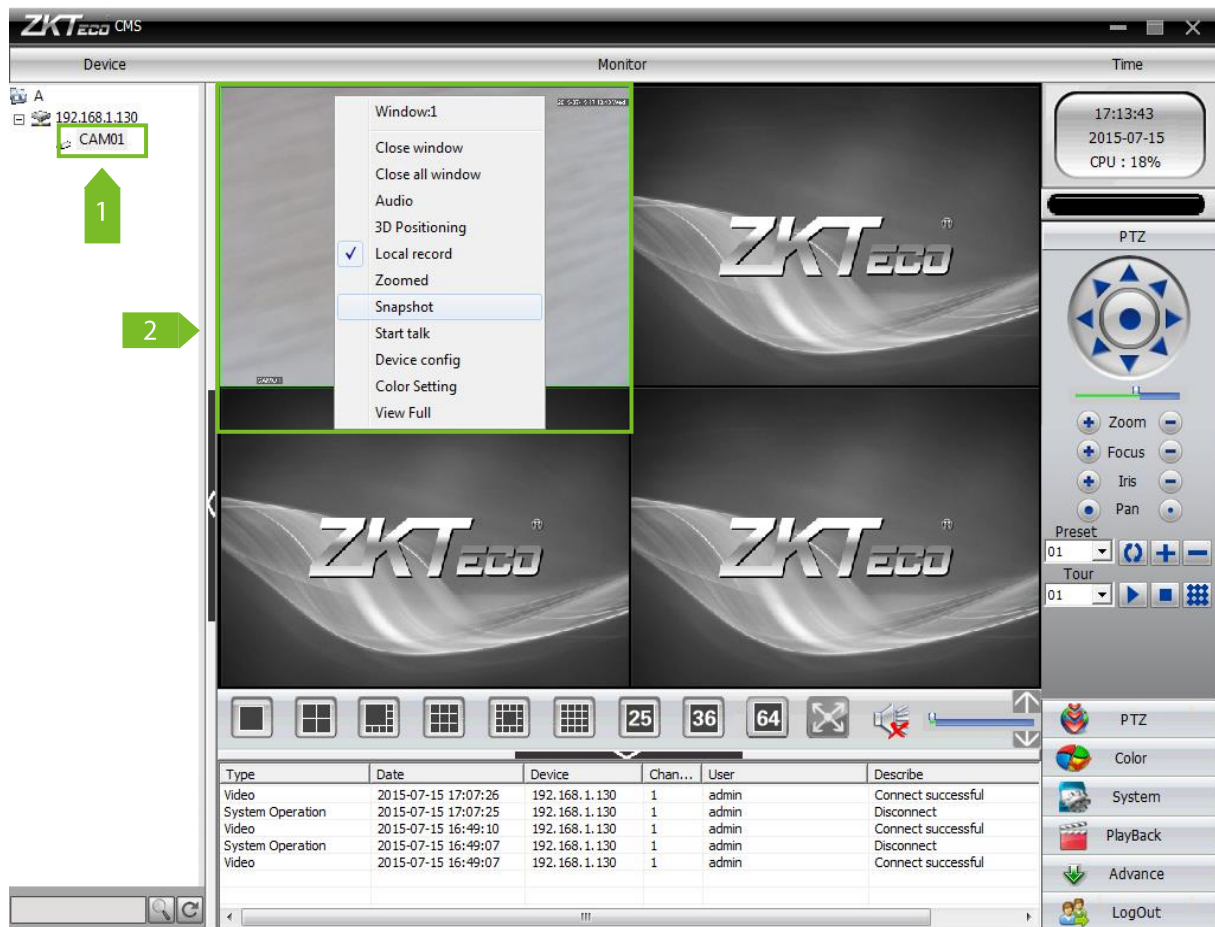 ZKTeco CMS
Device
Monitor
Time
A
192.168.1.130
CAM01
1
2
Window:1
Close window
Close all window
Audio
3D Positioning
Local record
Zoomed
Snapshot
Start talk
Device config
Color Setting
View Full
CAM01
ZKTeco ®
ZKTeco ®
ZKTeco ®
17:13:43
2015-07-15
CPU : 18%
PTZ
Zoom
Focus
Iris
Pan
Preset
01
Tour
01
25 36 64
PTZ
Color
System
PlayBack
Advance
LogOut
Type Date Device Chan... User Describe
Video 2015-07-15 17:07:26 192.168.1.130 1 admin Connect successful
System Operation 2015-07-15 17:07:25 192.168.1.130 1 admin Disconnect
Video 2015-07-15 16:49:10 192.168.1.130 1 admin Connect successful
System Operation 2015-07-15 16:49:07 192.168.1.130 1 admin Disconnect
Video 2015-07-15 16:49:07 192.168.1.130 1 admin Connect successful